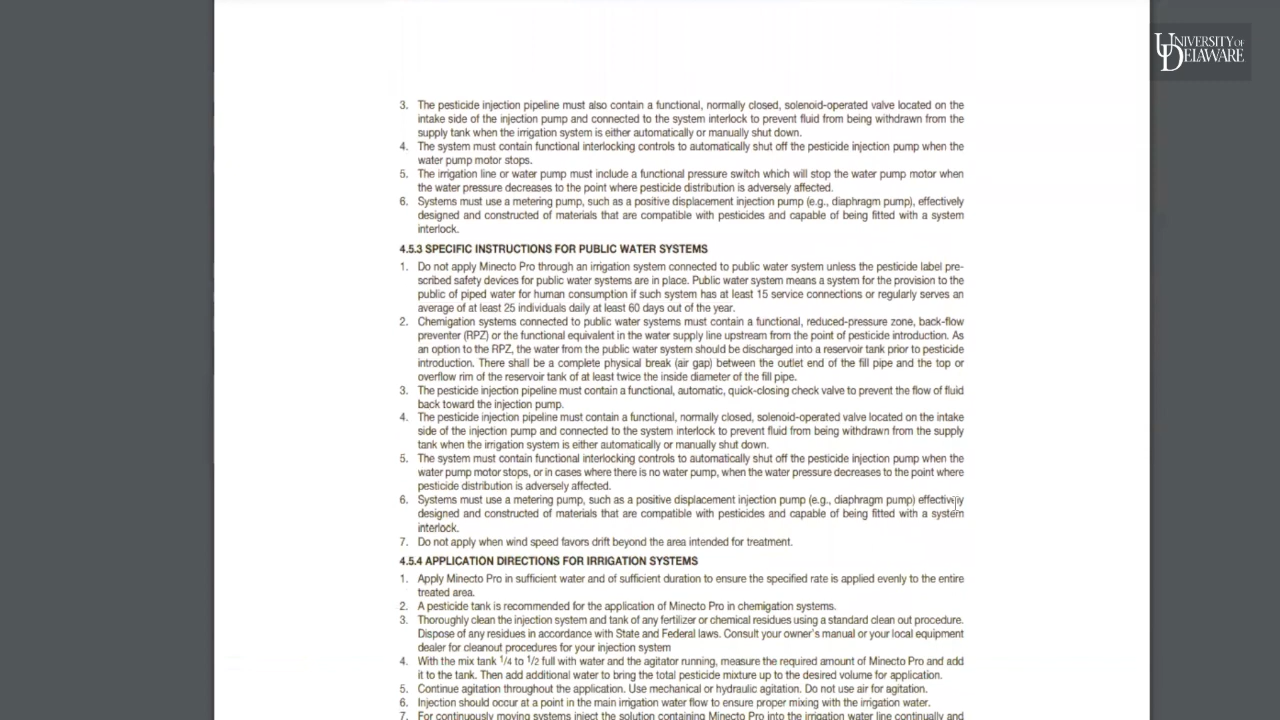 UNIVERSITY OF
DELAWARE
3. The pesticide injection pipeline must also contain a functional, normally closed, solenoid-operated valve located on the
intake side of the injection pump and connected to the system interlock to prevent fluid from being withdrawn from the
supply tank when the irrigation system is either automatically or manually shut down.
4. The system must contain functional interlocking controls to automatically shut off the pesticide injection pump when the
water pump motor stops.
5. The irrigation line or water pump must include a functional pressure switch which will stop the water pump motor when
the water pressure decreases to the point where pesticide distribution is adversely affected.
6. Systems must use a metering pump, such as a positive displacement injection pump (e.g., diaphragm pump), effectively
designed and constructed of materials that are compatible with pesticides and capable of being fitted with a system
interlock.
4.5.3 SPECIFIC INSTRUCTIONS FOR PUBLIC WATER SYSTEMS
1. Do not apply Minecto Pro through an irrigation system connected to public water system unless the pesticide label pre-
scribed safety devices for public water systems are in place. Public water system means a system for the provision to the
public of piped water for human consumption if such system has at least 15 service connections or regularly serves an
average of at least 25 individuals daily at least 60 days out of the year.
2. Chemigation systems connected to public water systems must contain a functional, reduced-pressure zone, back-flow
preventer (RPZ) or the functional equivalent in the water supply line upstream from the point of pesticide introduction. As
an option to the RPZ, the water from the public water system should be discharged into a reservoir tank prior to pesticide
introduction. There shall be a complete physical break (air gap) between the outlet end of the fill pipe and the top or
overflow rim of the reservoir tank of at least twice the inside diameter of the fill pipe.
3. The pesticide injection pipeline must contain a functional, automatic, quick-closing check valve to prevent the flow of fluid
back toward the injection pump.
4. The pesticide injection pipeline must contain a functional, normally closed, solenoid-operated valve located on the intake
side of the injection pump and connected to the system interlock to prevent fluid from being withdrawn from the supply
tank when the irrigation system is either automatically or manually shut down.
5. The system must contain functional interlocking controls to automatically shut off the pesticide injection pump when the
water pump motor stops, or in cases where there is no water pump, when the water pressure decreases to the point where
pesticide distribution is adversely affected.
6. Systems must use a metering pump, such as a positive displacement injection pump (e.g., diaphragm pump) effectively
designed and constructed of materials that are compatible with pesticides and capable of being fitted with a system
interlock.
7. Do not apply when wind speed favors drift beyond the area intended for treatment.
4.5.4 APPLICATION DIRECTIONS FOR IRRIGATION SYSTEMS
1. Apply Minecto Pro in sufficient water and of sufficient duration to ensure the specified rate is applied evenly to the entire
treated area.
2. A pesticide tank is recommended for the application of Minecto Pro in chemigation systems.
3. Thoroughly clean the injection system and tank of any fertilizer or chemical residues using a standard clean out procedure.
Dispose of any residues in accordance with State and Federal laws. Consult your owner's manual or your local equipment
dealer for cleanout procedures for your injection system
4. With the mix tank 1/4 to 1/2 full with water and the agitator running, measure the required amount of Minecto Pro and add
it to the tank. Then add additional water to bring the total pesticide mixture up to the desired volume for application.
5. Continue agitation throughout the application. Use mechanical or hydraulic agitation. Do not use air for agitation.
6. Injection should occur at a point in the main irrigation water flow to ensure proper mixing with the irrigation water.
7. For continuously moving systems inject the solution containing Minecto Pro into the irrigation water line continuously and